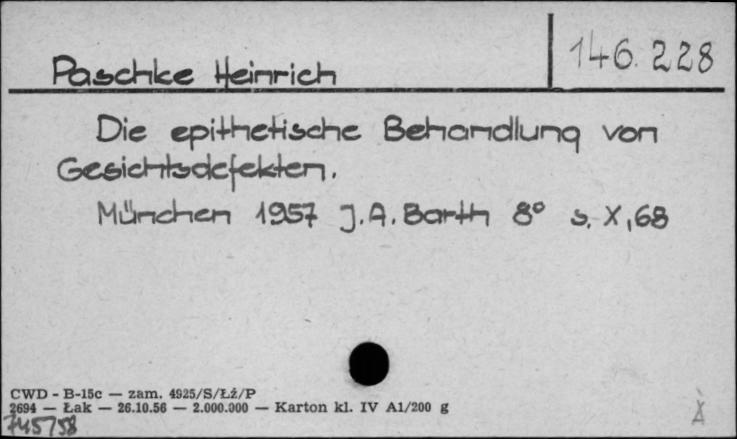 146.228
Paschke Heinrich
Die epithetische Behandlung von
Gesichtsdefekten.
München 1957 J.A. Barth 8° s. X, 68
CWD - B-15c — zam. 4925/S/Łż/P
2694 — Łak — 26.10.56 — 2.000.000 — Karton kl. IV A1/200 g
745758